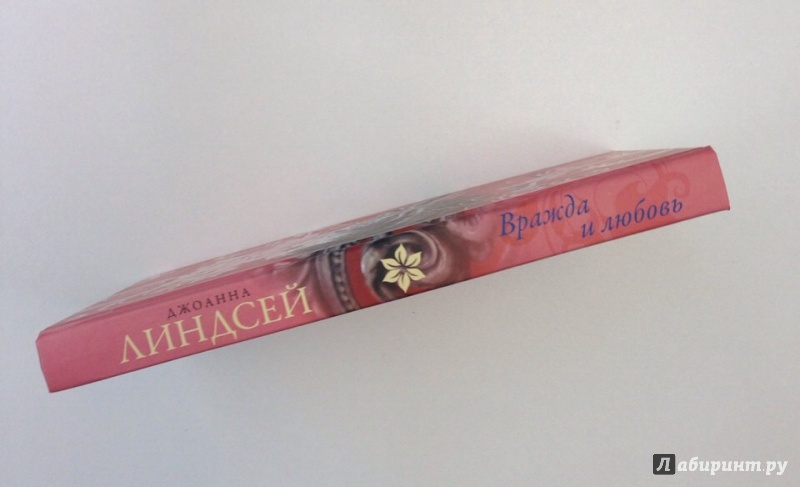 ДЖОАННА
ЛИНДСЕЙ
Вражда
и любовь
Лабиринт.ру